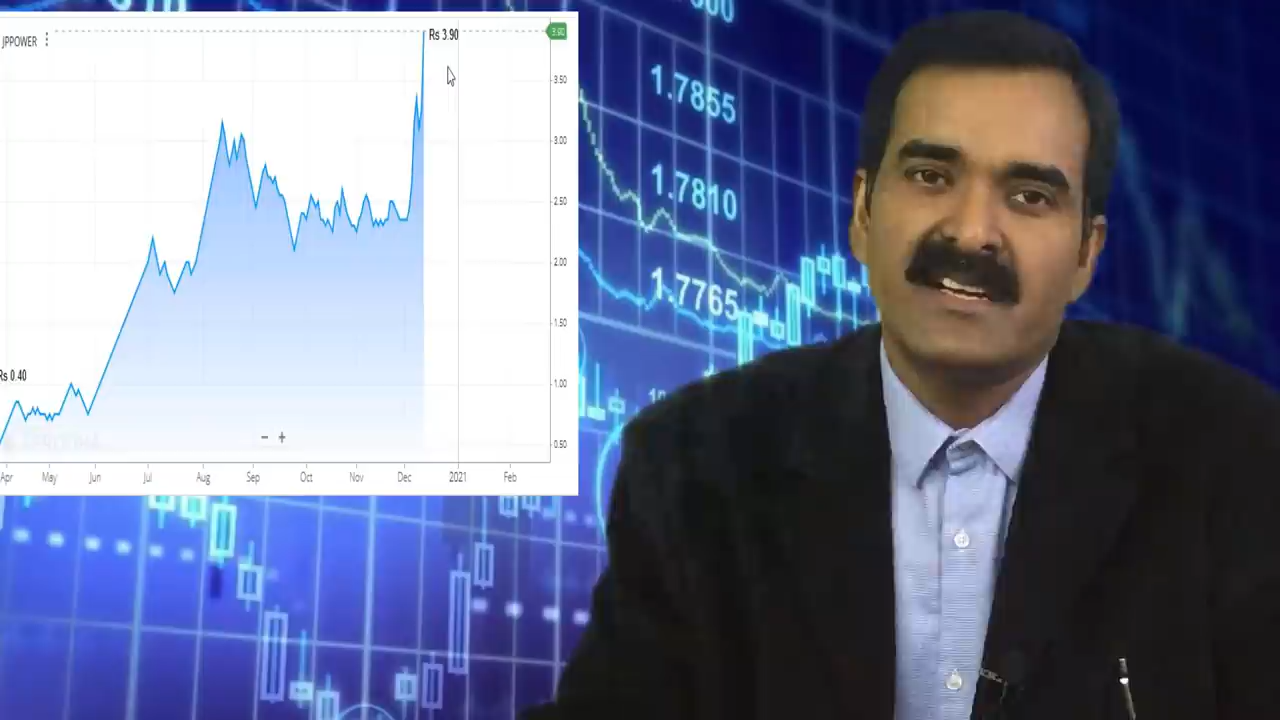 JPPOWER
Rs 3.90
3.90
3.50
3.00
2.50
2.00
1.50
1.00
0.50
Rs 0.40
Apr May Jun Jul Aug Sep Oct Nov Dec 2021 Feb
1.7855
1.7810
1.7765